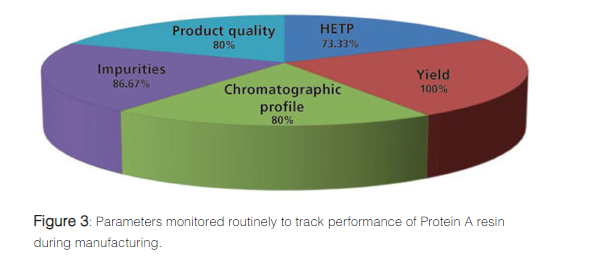 Product quality
80%
HETP
73.33%
Impurities
86.67%
Yield
100%
Chromatographic
profile
80%
Figure 3: Parameters monitored routinely to track performance of Protein A resin
during manufacturing.